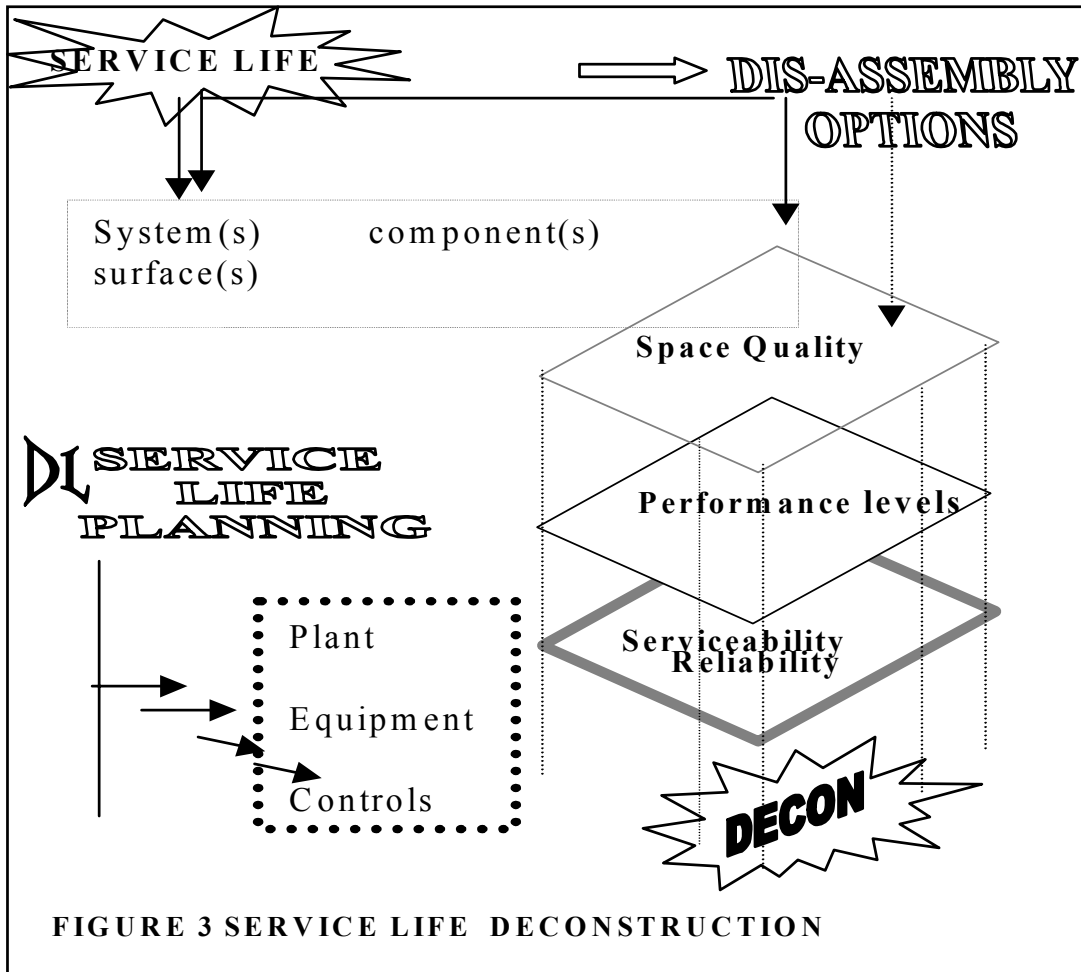 SERVICE LIFE
DIS-ASSEMBLY
OPTIONS
System(s) component(s)
surface(s)
Space Quality
DL SERVICE
LIFE
PLANNING
Performance levels
Plant
Equipment
Controls
Serviceability
Reliability
DECON
FIGURE 3 SERVICE LIFE DECONSTRUCTION